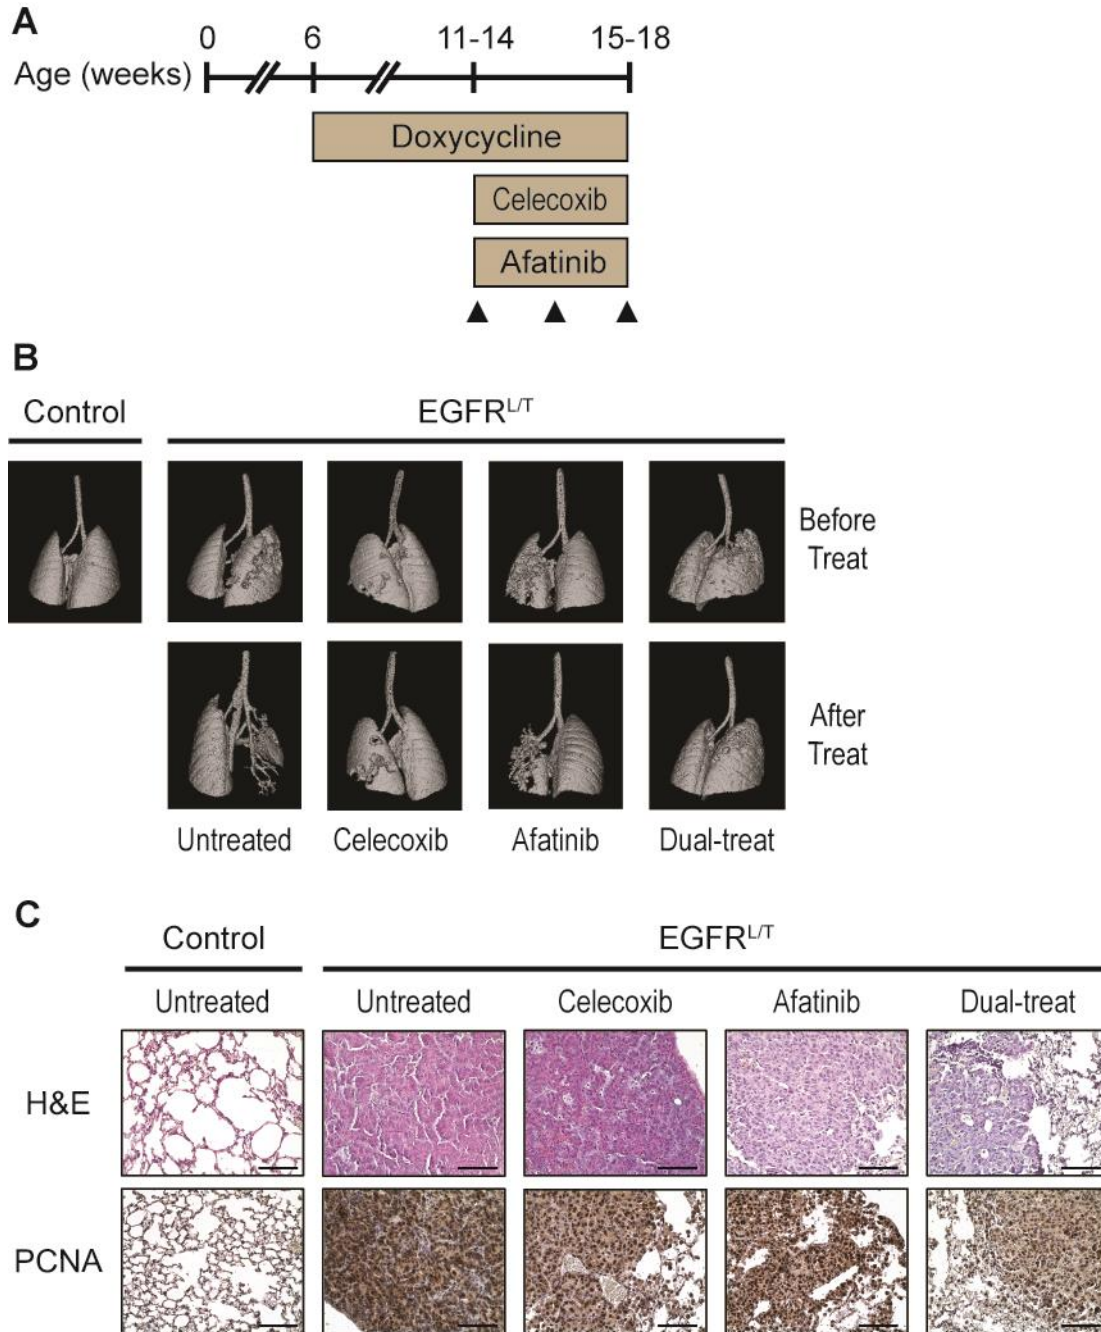 A
0 6 11-14 15-18
Age (weeks)
Doxycycline
Celecoxib
Afatinib
B
Control EGFR^L/T
Before
Treat
After
Treat
Untreated Celecoxib Afatinib Dual-treat
C
Control EGFR^L/T
Untreated Untreated Celecoxib Afatinib Dual-treat
H&E
PCNA